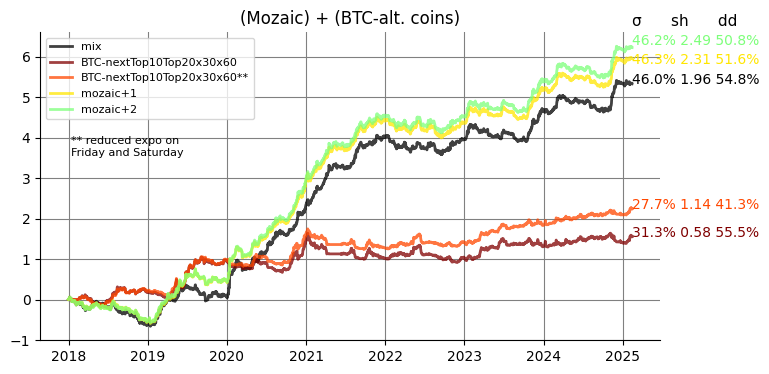 (Mozaic) + (BTC-alt. coins)
σ sh dd
46.2% 2.49 50.8%
46.3% 2.31 51.6%
46.0% 1.96 54.8%
27.7% 1.14 41.3%
31.3% 0.58 55.5%
mix
BTC-nextTop10Top20x30x60
BTC-nextTop10Top20x30x60**
mozaic+1
mozaic+2
** reduced expo on
Friday and Saturday
6
5
4
3
2
1
0
−1
2018 2019 2020 2021 2022 2023 2024 2025